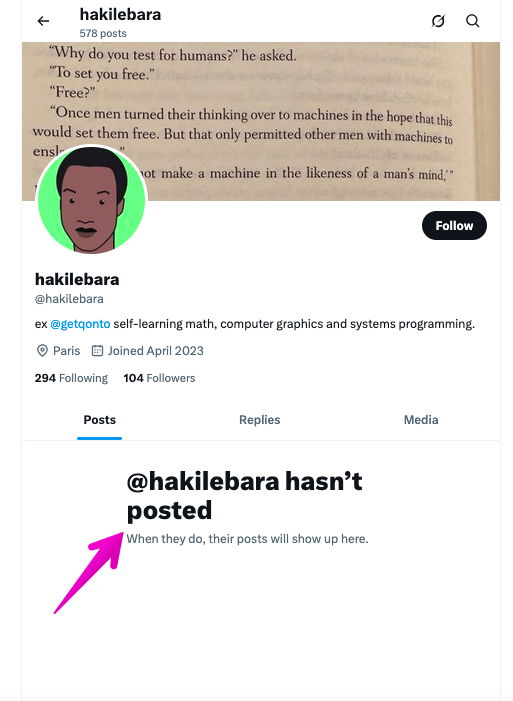 hakilebara
578 posts
“Why do you test for humans?” he asked.
“To set you free.”
“Free?”
“Once men turned their thinking over to machines in the hope that this
would set them free. But that only permitted other men with machines to
make a machine in the likeness of a man's mind,'”
Follow
hakilebara
@hakilebara
ex @getqonto self-learning math, computer graphics and systems programming.
Paris Joined April 2023
294 Following 104 Followers
Posts Replies Media
@hakilebara hasn’t
posted
When they do, their posts will show up here.